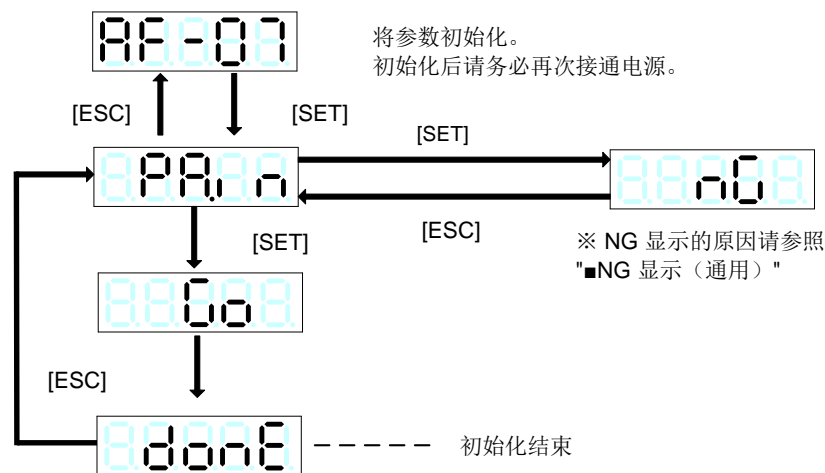 AF-07
将参数初始化。
初始化后请务必再次接通电源。
[ESC]
[SET]
[SET]
PA.in
nG
[ESC]
[SET]
※ NG 显示的原因请参照
"■NG 显示（通用）"
Go
[ESC]
donE
初始化结束